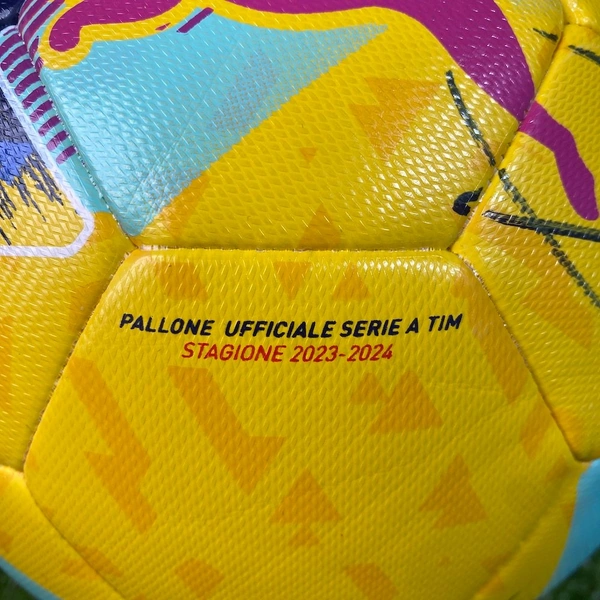 PALLONE UFFICIALE SERIE A TIM
STAGIONE 2023-2024